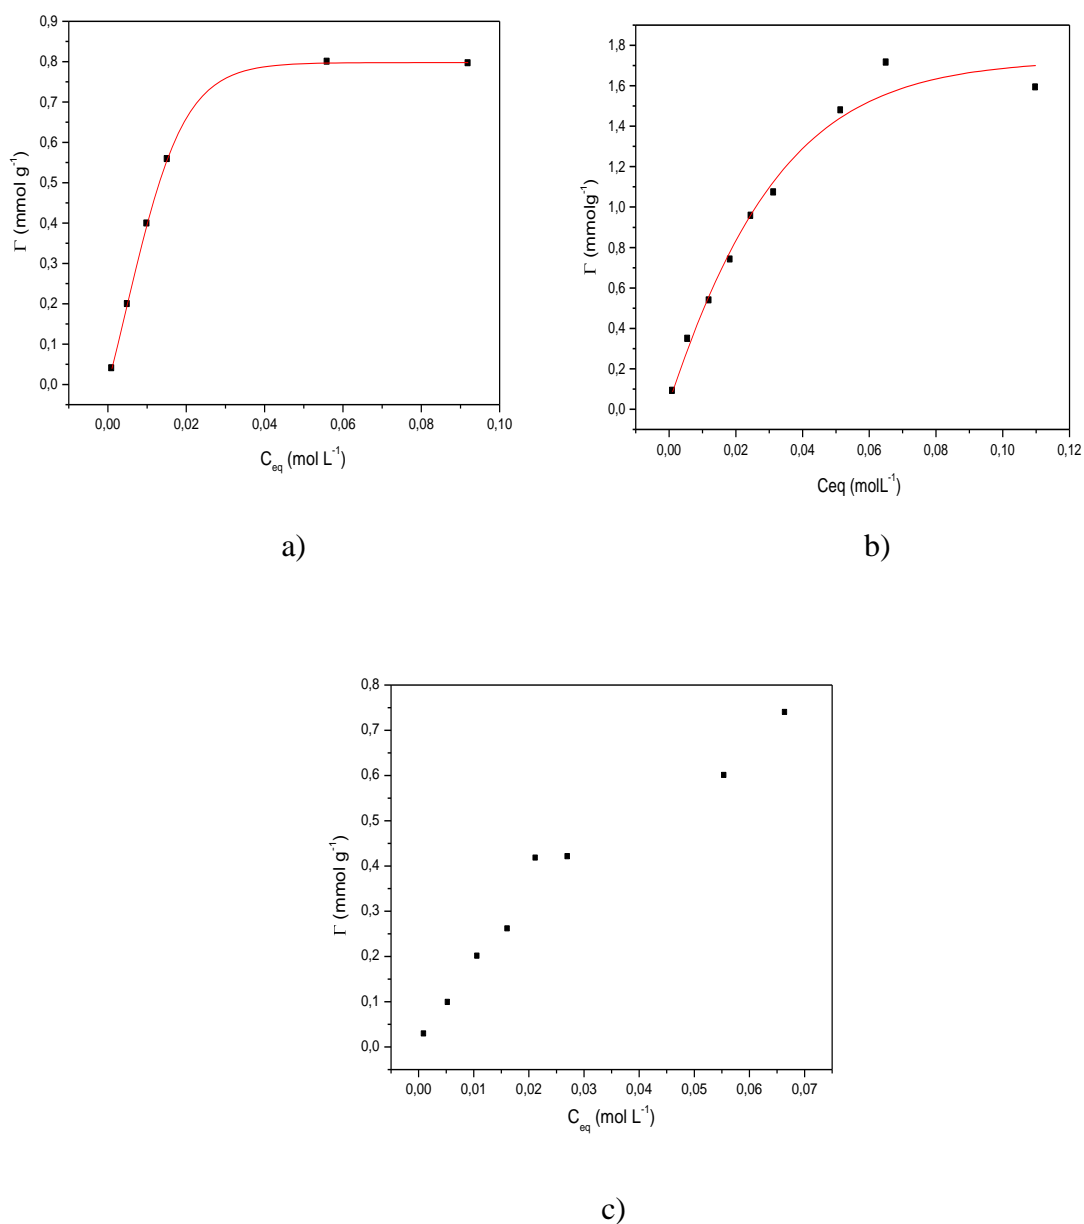 0,9
0,8
0,7
0,6
0,5
0,4
0,3
0,2
0,1
0,0
Γ (mmol g-1)
0,00 0,02 0,04 0,06 0,08 0,10
Ceq (mol L-1)
a)
1,8
1,6
1,4
1,2
1,0
0,8
0,6
0,4
0,2
0,0
Γ (mmolg-1)
0,00 0,02 0,04 0,06 0,08 0,10 0,12
Ceq (molL-1)
b)
0,8
0,7
0,6
0,5
0,4
0,3
0,2
0,1
0,0
Γ (mmol g-1)
0,00 0,01 0,02 0,03 0,04 0,05 0,06 0,07
Ceq (mol L-1)
c)